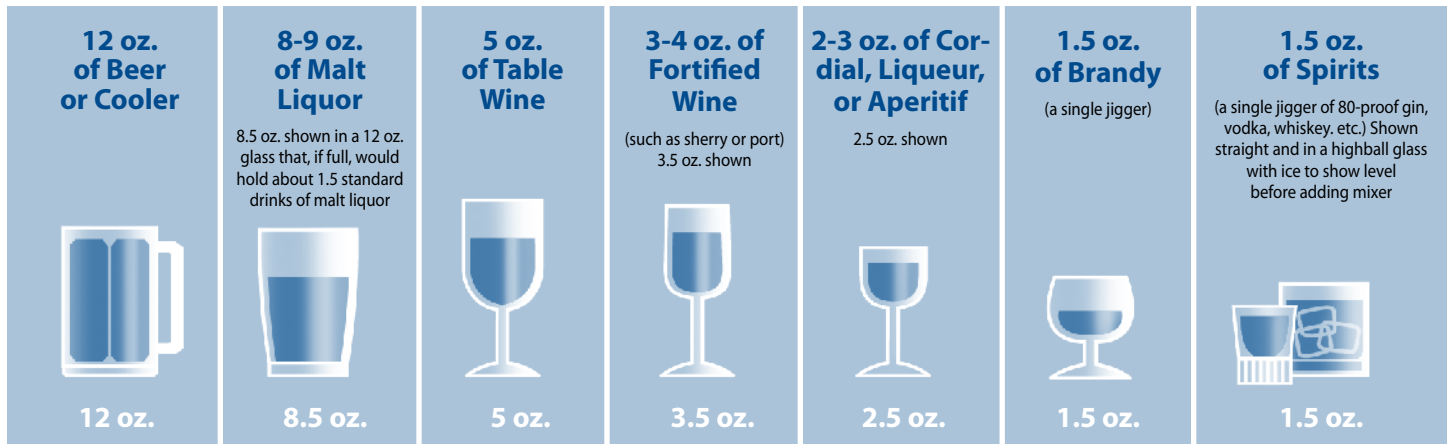 12 oz.
of Beer
or Cooler
12 oz.
8-9 oz.
of Malt
Liquor
8.5 oz. shown in a 12 oz.
glass that, if full, would
hold about 1.5 standard
drinks of malt liquor
8.5 oz.
5 oz.
of Table
Wine
5 oz.
3-4 oz. of
Fortified
Wine
(such as sherry or port)
3.5 oz. shown
3.5 oz.
2-3 oz. of Cor-
dial, Liqueur,
or Aperitif
2.5 oz. shown
2.5 oz.
1.5 oz.
of Brandy
(a single jigger)
1.5 oz.
1.5 oz.
of Spirits
(a single jigger of 80-proof gin,
vodka, whiskey. etc.) Shown
straight and in a highball glass
with ice to show level
before adding mixer
1.5 oz.